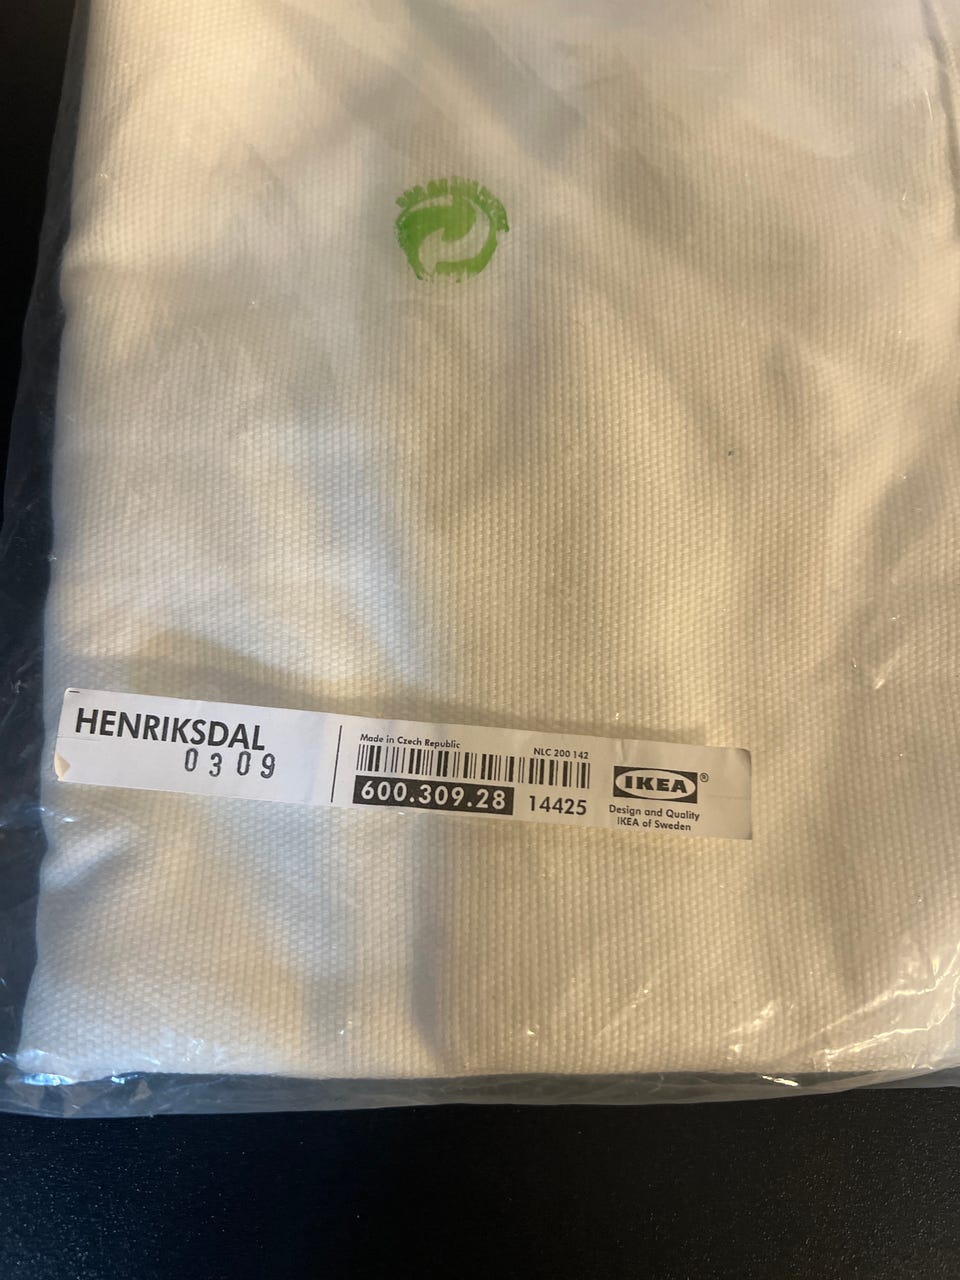 HENRIKSDAL
0309
Made in Czech Republic
NLC 200 142
600.309.28
14425
IKEA®
Design and Quality
IKEA of Sweden